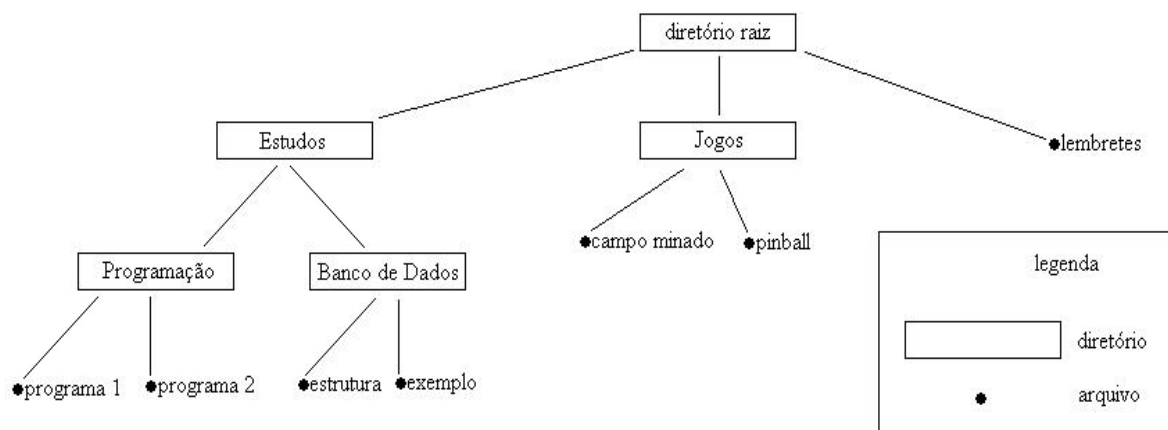 diretório raiz
Estudos
Jogos
lembretes
campo minado
pinball
Programação
Banco de Dados
programa 1
programa 2
estrutura
exemplo
legenda
diretório
arquivo